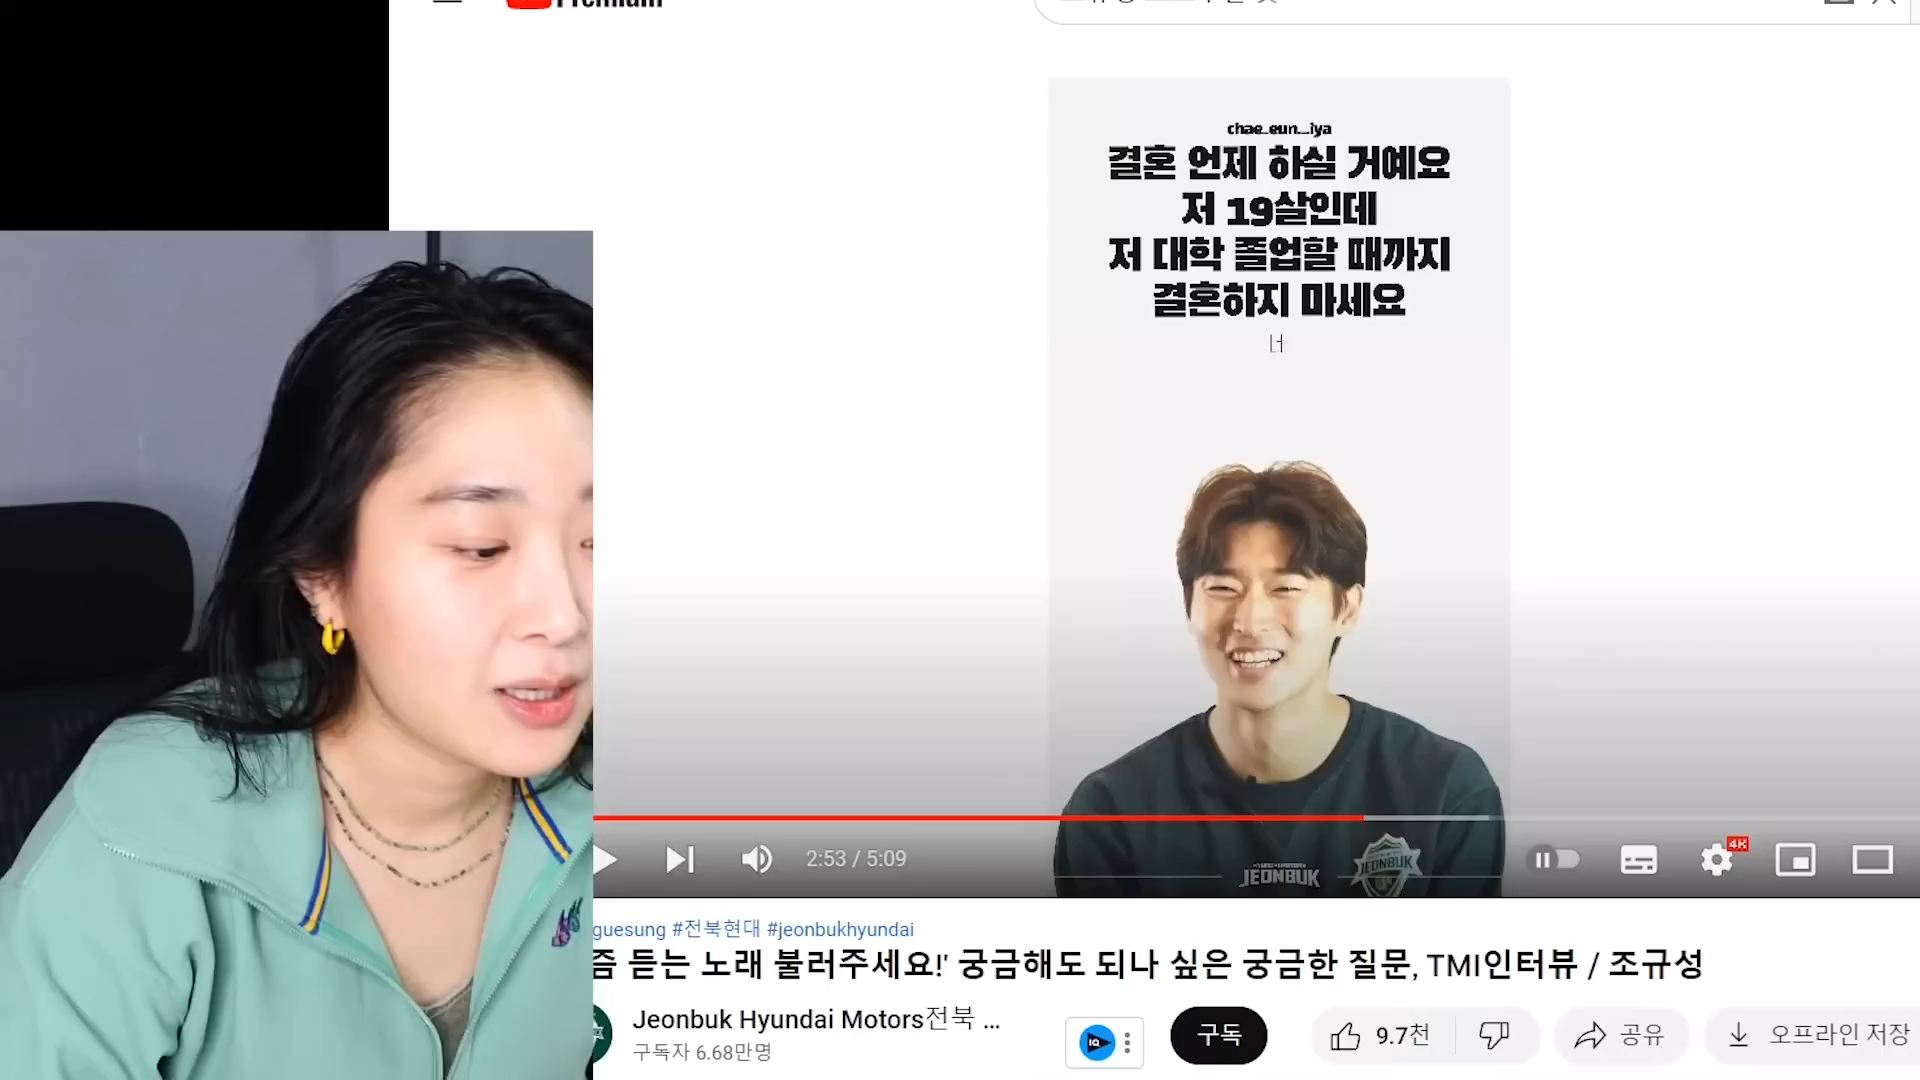 Premium
chae_eun__iya
결혼 언제 하실 거예요
저 19살인데
저 대학 졸업할 때까지
결혼하지 마세요
너
2:53 / 5:09
4K
JEONBUK
JEONBUK
guesung #전북현대 #jeonbukhyundai
즘 듣는 노래 불러주세요!' 궁금해도 되나 싶은 궁금한 질문, TMI인터뷰 / 조규성
Jeonbuk Hyundai Motors전북 ...
구독자 6.68만명
IQ
구독
9.7천
공유
오프라인 저장